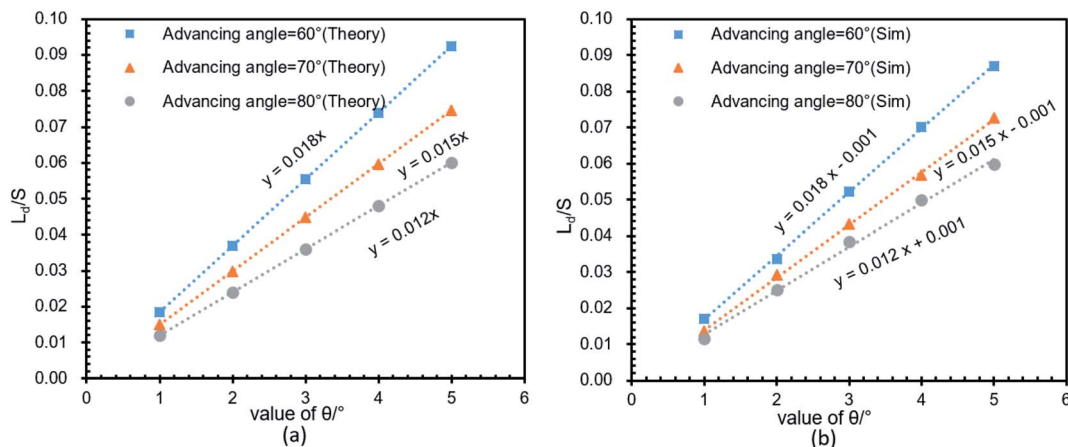 0.10
0.09
0.08
0.07
0.06
0.05
0.04
0.03
0.02
0.01
0.00
L_d/S
Advancing angle=60°(Theory)
Advancing angle=70°(Theory)
Advancing angle=80°(Theory)
y = 0.018x
y = 0.015x
y = 0.012x
0 1 2 3 4 5 6
value of θ/°
(a)
0.10
0.09
0.08
0.07
0.06
0.05
0.04
0.03
0.02
0.01
0.00
L_d/S
Advancing angle=60°(Sim)
Advancing angle=70°(Sim)
Advancing angle=80°(Sim)
y = 0.018 x - 0.001
y = 0.015 x - 0.001
y = 0.012 x + 0.001
0 1 2 3 4 5 6
value of θ/°
(b)